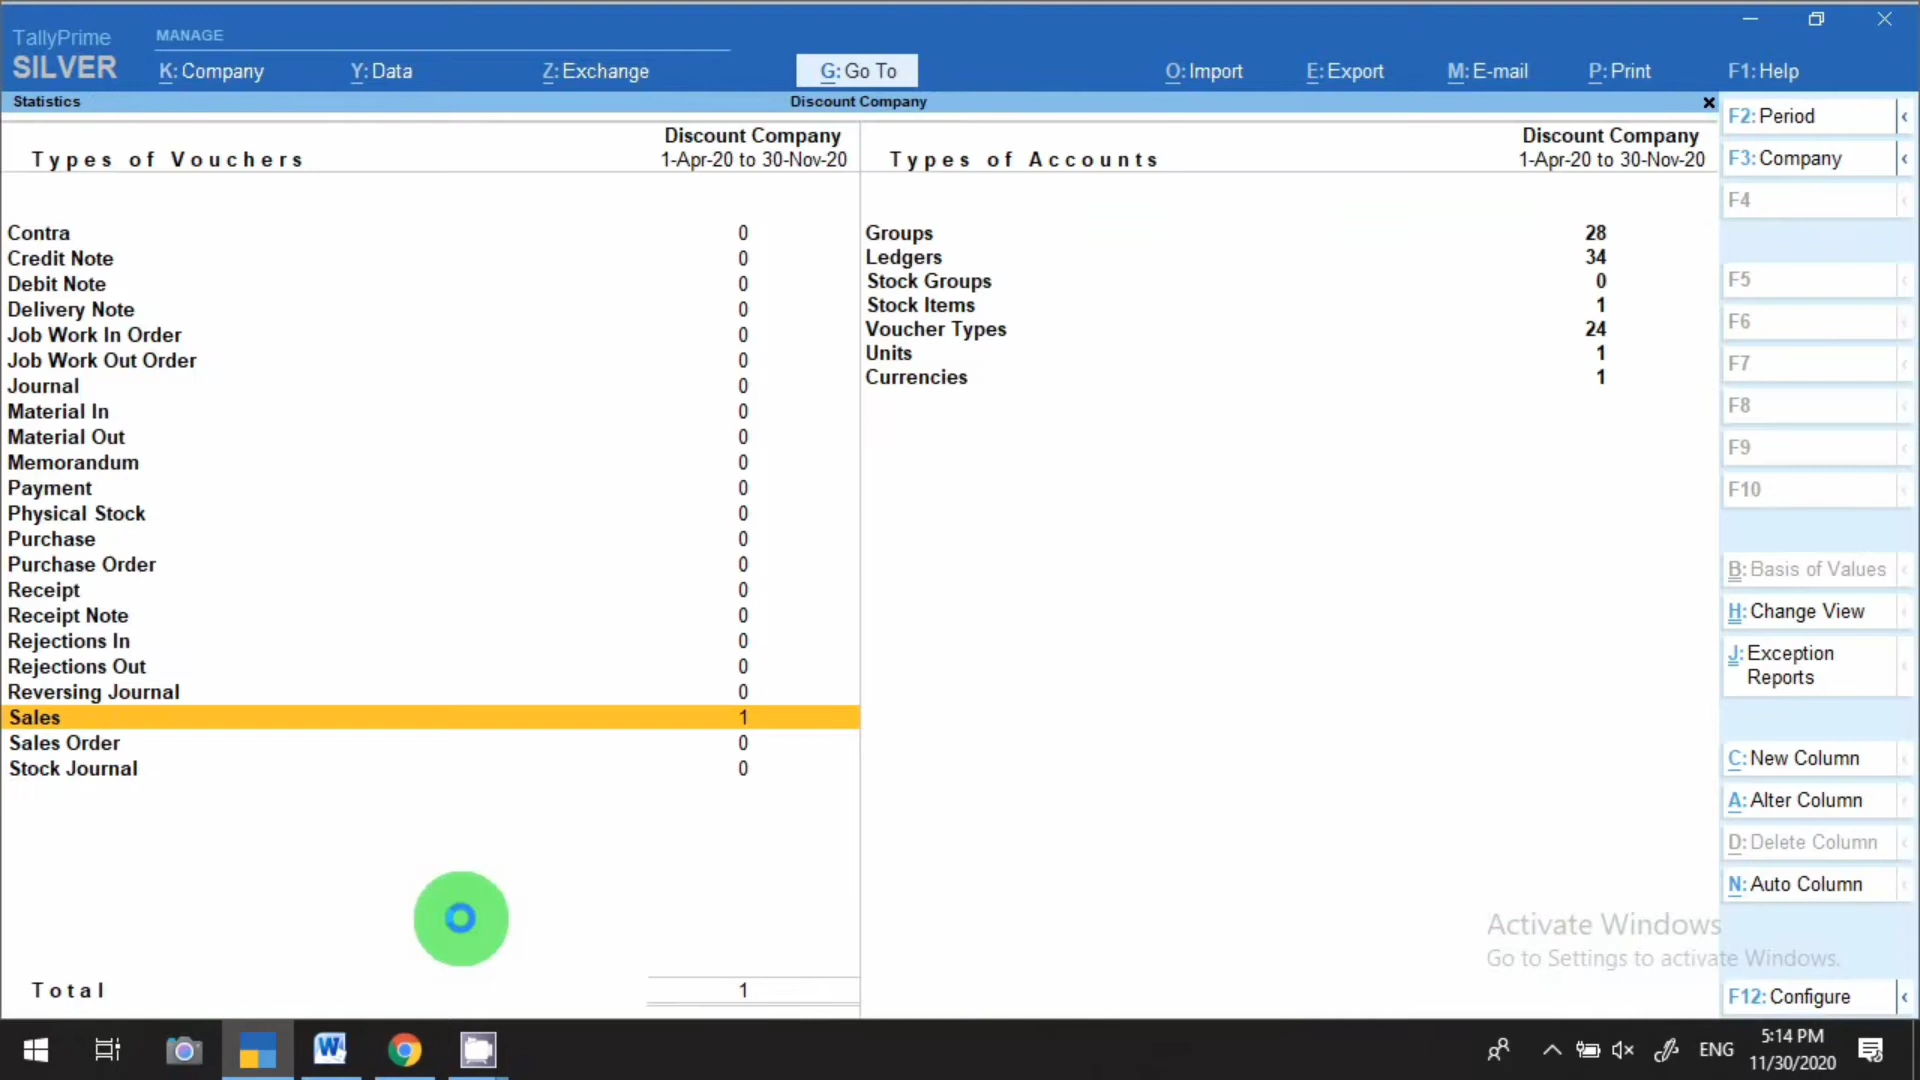 TallyPrime
SILVER
MANAGE
K: Company
Y: Data
Z: Exchange
G: Go To
O: Import
E: Export
M: E-mail
P: Print
F1: Help
Statistics
Discount Company
Types of Vouchers
Discount Company
1-Apr-20 to 30-Nov-20
Types of Accounts
Discount Company
1-Apr-20 to 30-Nov-20
Contra 0
Credit Note 0
Debit Note 0
Delivery Note 0
Job Work In Order 0
Job Work Out Order 0
Journal 0
Material In 0
Material Out 0
Memorandum 0
Payment 0
Physical Stock 0
Purchase 0
Purchase Order 0
Receipt 0
Receipt Note 0
Rejections In 0
Rejections Out 0
Reversing Journal 0
Sales 1
Sales Order 0
Stock Journal 0
Total 1
Groups 28
Ledgers 34
Stock Groups 0
Stock Items 1
Voucher Types 24
Units 1
Currencies 1
F2: Period
F3: Company
F4
F5
F6
F7
F8
F9
F10
B: Basis of Values
H: Change View
J: Exception
Reports
C: New Column
A: Alter Column
D: Delete Column
N: Auto Column
Activate Windows
Go to Settings to activate Windows.
F12: Configure
W
ENG
5:14 PM
11/30/2020